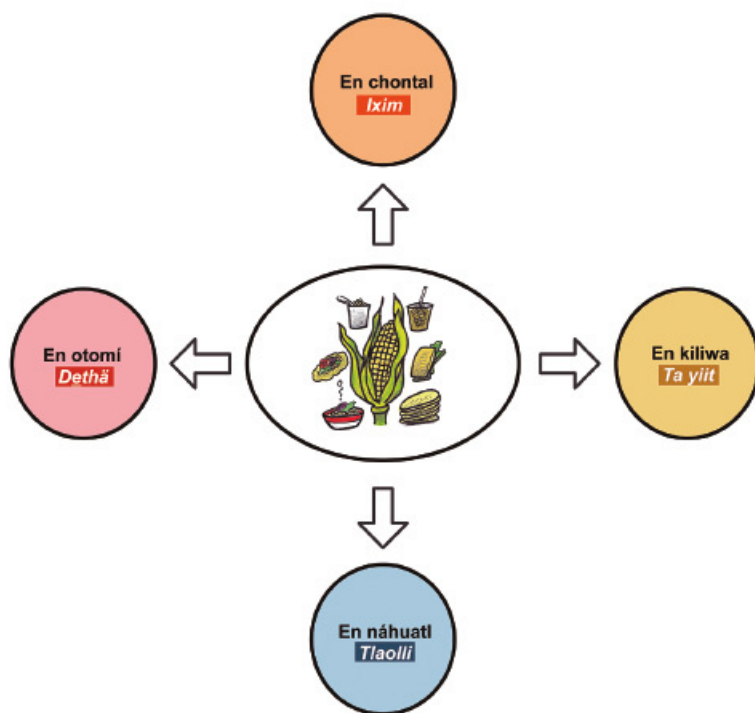 En chontal
Ixim
En otomí
Dethä
En kiliwa
Ta yiit
En náhuatl
Tlaolli